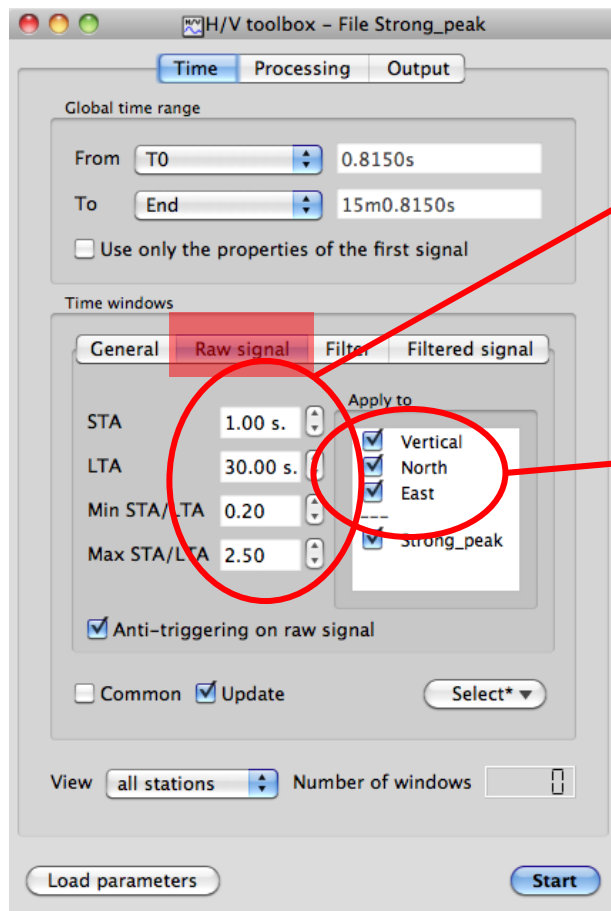 H/V toolbox – File Strong_peak
Time Processing Output
Global time range
From T0 0.8150s
To End 15m0.8150s
Use only the properties of the first signal
Time windows
General Raw signal Filter Filtered signal
Apply to
STA 1.00 s.
LTA 30.00 s.
Min STA/LTA 0.20
Max STA/LTA 2.50
Vertical
North
East
---
Strong_peak
Anti-triggering on raw signal
Common Update Select*
View all stations Number of windows 0
Load parameters Start